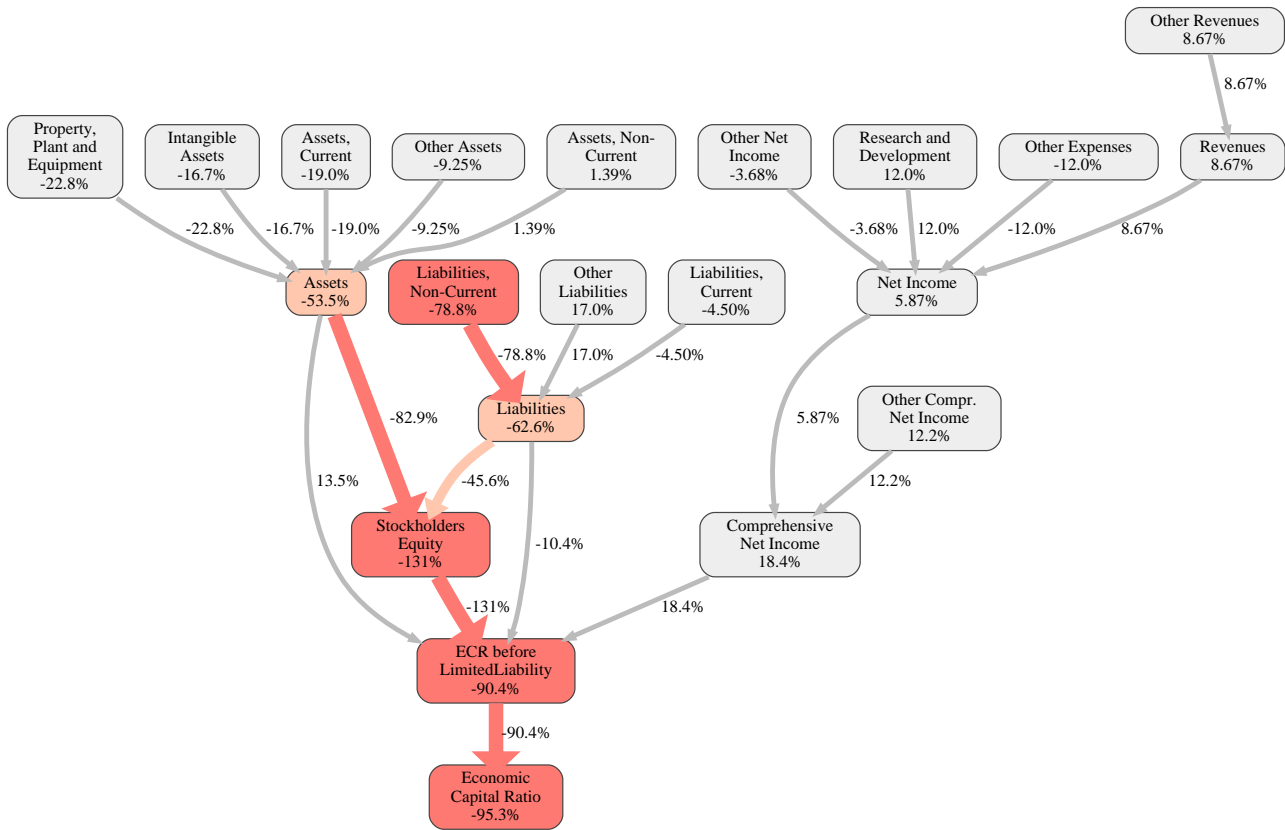 Other Revenues
8.67%
8.67%
Property,
Plant and
Equipment
-22.8%
Intangible
Assets
-16.7%
Assets,
Current
-19.0%
Other Assets
-9.25%
Assets, Non-
Current
1.39%
Other Net
Income
-3.68%
Research and
Development
12.0%
Other Expenses
-12.0%
Revenues
8.67%
-22.8%
-16.7%
-19.0%
-9.25%
1.39%
-3.68%
12.0%
-12.0%
8.67%
Assets
-53.5%
Liabilities,
Non-Current
-78.8%
Other
Liabilities
17.0%
Liabilities,
Current
-4.50%
Net Income
5.87%
-78.8%
17.0%
-4.50%
-82.9%
Liabilities
-62.6%
5.87%
Other Compr.
Net Income
12.2%
13.5%
-45.6%
12.2%
Stockholders
Equity
-131%
-10.4%
Comprehensive
Net Income
18.4%
-131%
18.4%
ECR before
LimitedLiability
-90.4%
-90.4%
Economic
Capital Ratio
-95.3%